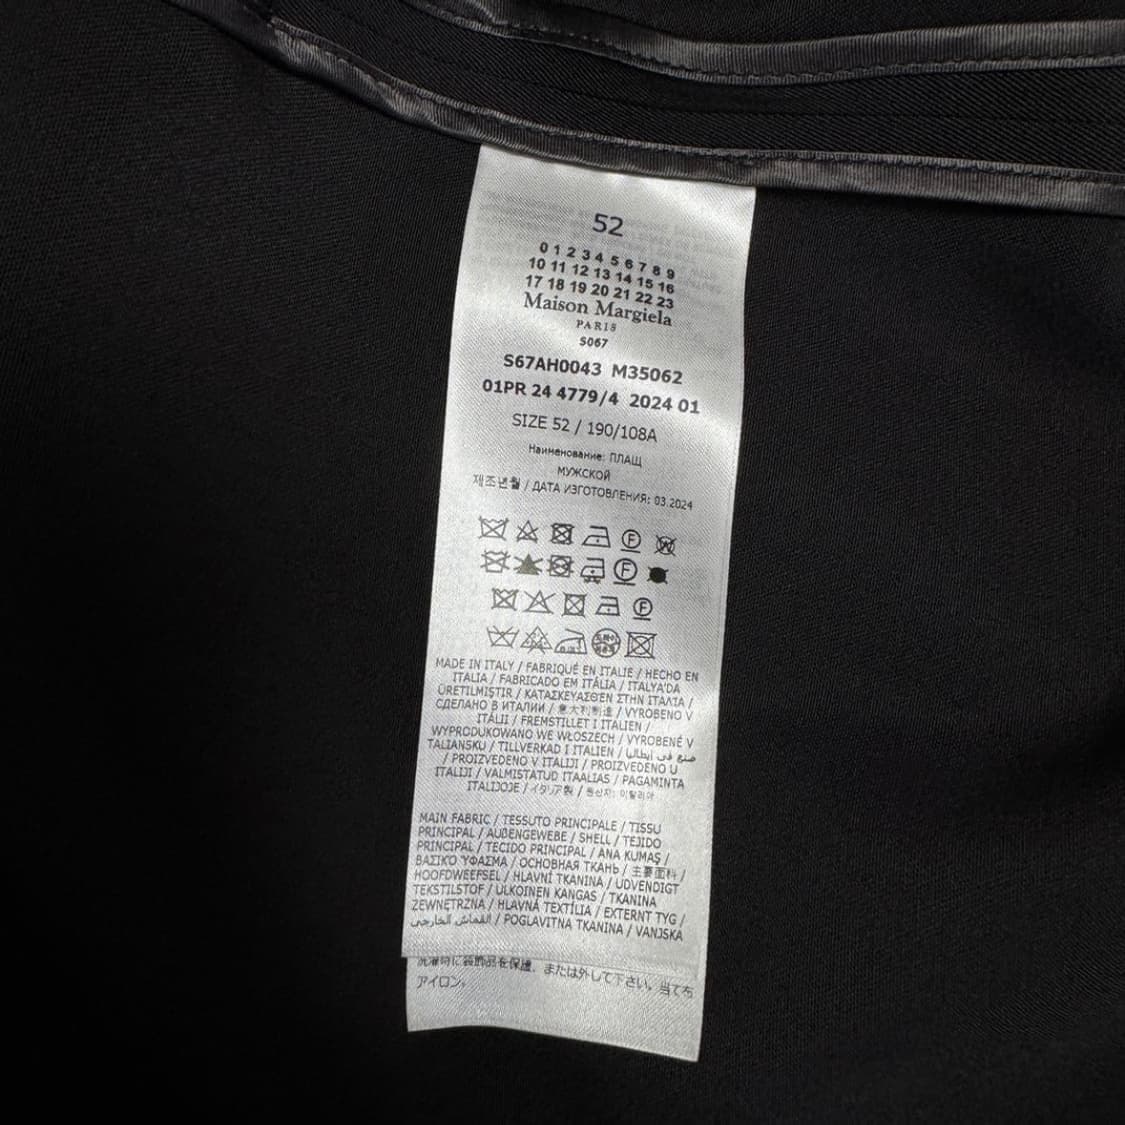 52
0 1 2 3 4 5 6 7 8 9
10 11 12 13 14 15 16
17 18 19 20 21 22 23
Maison Margiela
PARIS
S067
S67AH0043 M35062
01PR 24 4779/4 2024 01
SIZE 52 / 190/108A
Наименование: ПЛАЩ
МУЖСКОЙ
제조년월 / ДАТА ИЗГОТОВЛЕНИЯ: 03.2024
MADE IN ITALY / FABRIQUÉ EN ITALIE / HECHO EN
ITALIA / FABRICADO EM ITÁLIA / ITALYA'DA
ÜRETILMIŞTIR / ΚΑΤΑΣΚΕΥΑΣΘΕΝ ΣΤΗΝ ΙΤΑΛΙΑ /
СДЕЛАНО В ИТАЛИИ / 意大利制造 / VYROBENO V
ITÁLII / FREMSTILLET I ITALIEN /
WYPRODUKOWANO WE WŁOSZECH / VYROBENÉ V
TALIANSKU / TILLVERKAD I ITALIEN / صنع في إيطاليا
/ PROIZVEDENO V ITALIJI / PROIZVEDENO U
ITALIJI / VALMISTATUD ITAALIAS / PAGAMINTA
ITALIJOJE / イタリア製 / 원산지: 이탈리아
MAIN FABRIC / TESSUTO PRINCIPALE / TISSU
PRINCIPAL / AUßENGEWEBE / SHELL / TEJIDO
PRINCIPAL / TECIDO PRINCIPAL / ANA KUMAŞ /
ΒΑΣΙΚΟ ΎΦΑΣΜΑ / ОСНОВНАЯ ТКАНЬ / 主要面料 /
HOOFDWEEFSEL / HLAVNÍ TKANINA / UDVENDIGT
TEKSTILSTOF / ULKOINEN KANGAS / TKANINA
ZEWNĘTRZNA / HLAVNÁ TEXTÍLIA / EXTERNT TYG /
القماش الخارجي / POGLAVITNA TKANINA / VANJSKA
洗濯時に装飾品を保護、または外して下さい。当て布
アイロン。